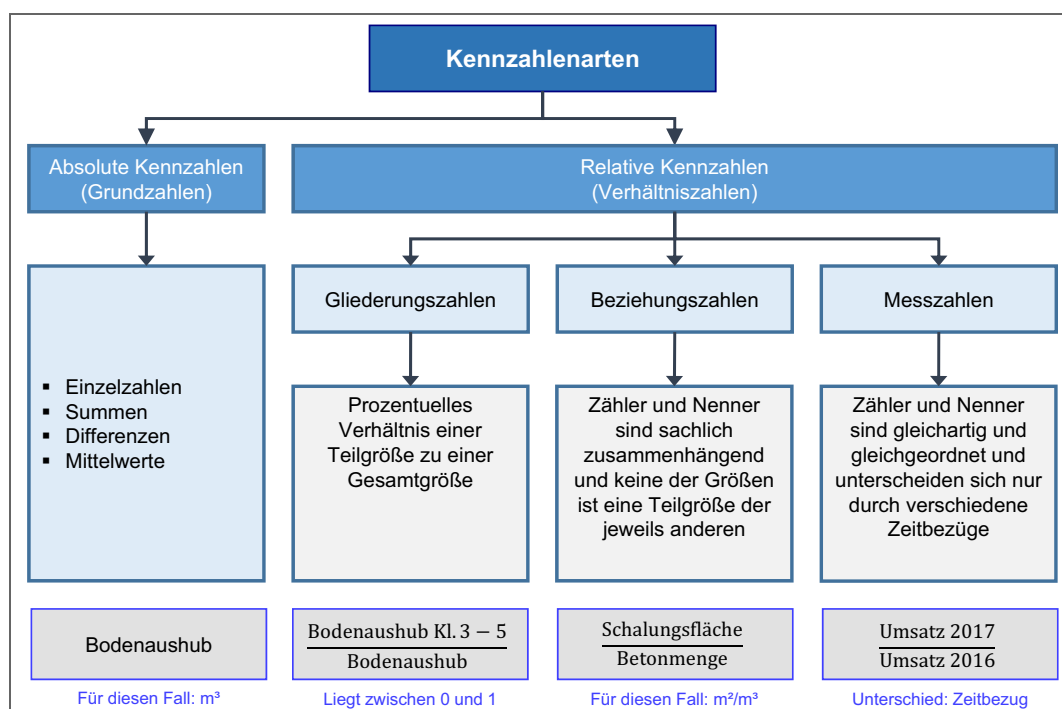 Kennzahlenarten
Absolute Kennzahlen
(Grundzahlen)
Relative Kennzahlen
(Verhältniszahlen)
▪ Einzelzahlen
▪ Summen
▪ Differenzen
▪ Mittelwerte
Gliederungszahlen
Beziehungszahlen
Messzahlen
Prozentuelles
Verhältnis einer
Teilgröße zu einer
Gesamtgröße
Zähler und Nenner
sind sachlich
zusammenhängend
und keine der Größen
ist eine Teilgröße der
jeweils anderen
Zähler und Nenner
sind gleichartig und
gleichgeordnet und
unterscheiden sich nur
durch verschiedene
Zeitbezüge
Bodenaushub
Bodenaushub Kl. 3 − 5
Bodenaushub
Schalungsfläche
Betonmenge
Umsatz 2017
Umsatz 2016
Für diesen Fall: m³
Liegt zwischen 0 und 1
Für diesen Fall: m²/m³
Unterschied: Zeitbezug